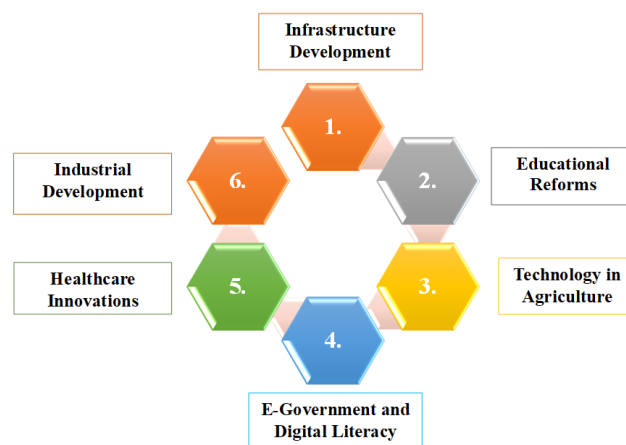 Infrastructure
Development
1.
2.
Educational
Reforms
3.
Technology in
Agriculture
4.
E-Government and
Digital Literacy
5.
Healthcare
Innovations
6.
Industrial
Development